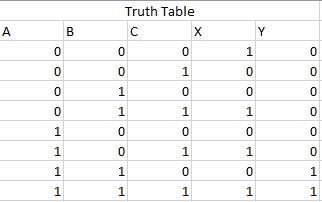 Truth Table
A B C X Y
0 0 0 1 0
0 0 1 0 0
0 1 0 0 0
0 1 1 1 0
1 0 0 0 0
1 0 1 1 0
1 1 0 0 1
1 1 1 1 1